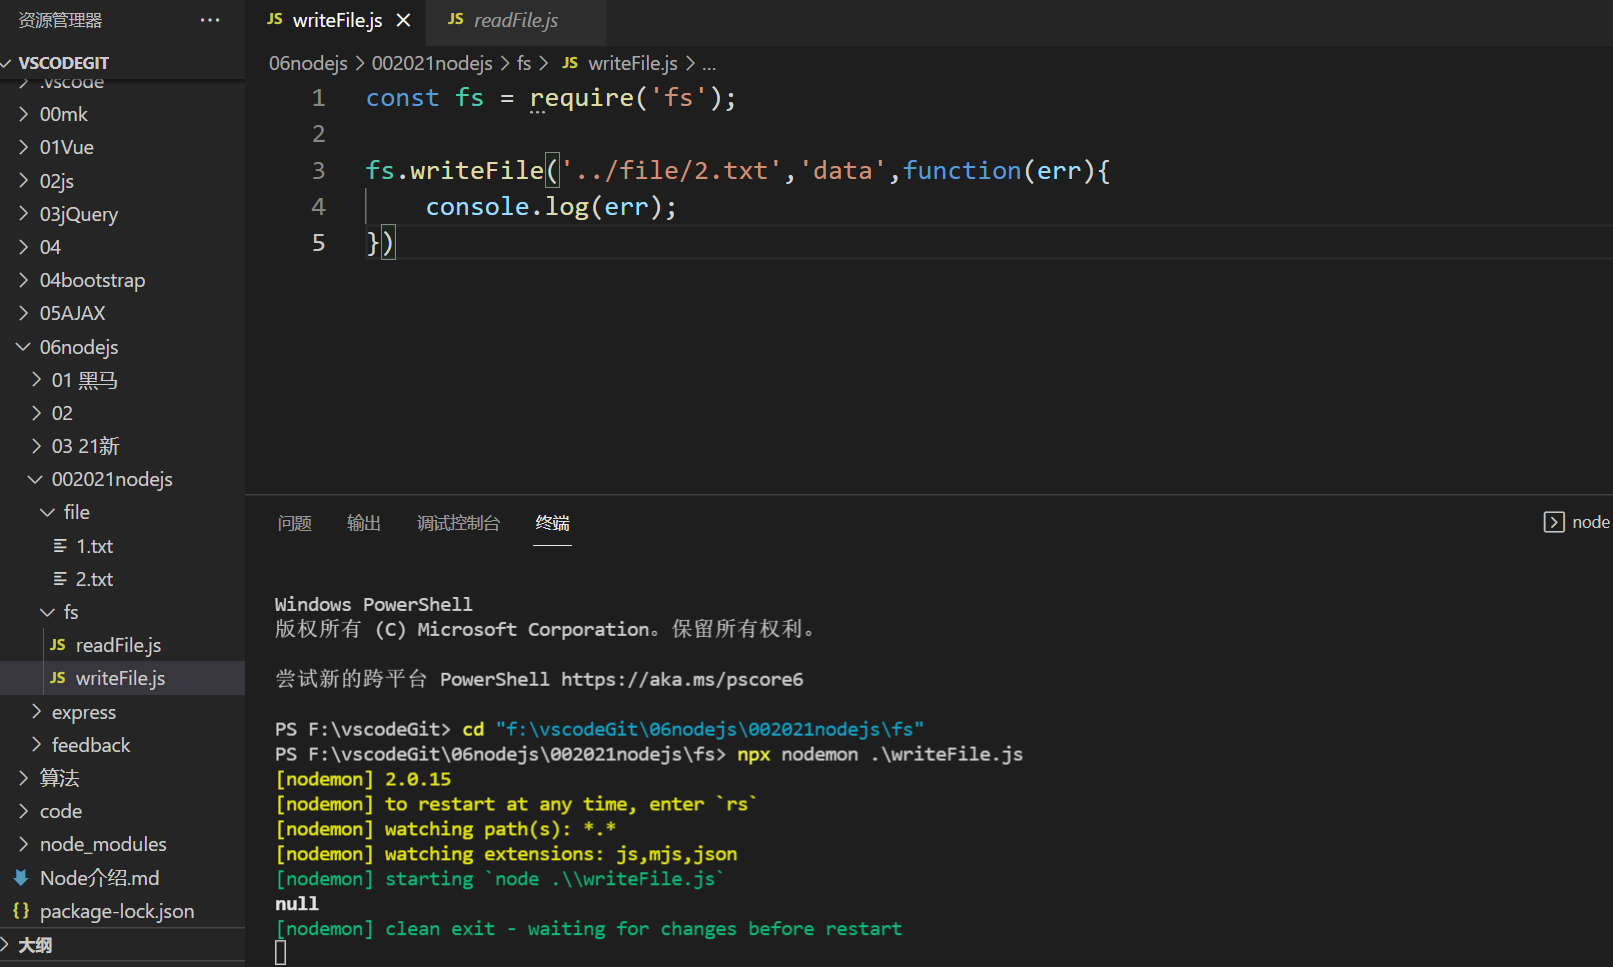 资源管理器 ···
VSCODEGIT
.vscode
00mk
01Vue
02js
03jQuery
04
04bootstrap
05AJAX
06nodejs
01 黑马
02
03 21新
002021nodejs
file
1.txt
2.txt
fs
JS readFile.js
JS writeFile.js
express
feedback
算法
code
node_modules
Node介绍.md
{} package-lock.json
大纲
JS writeFile.js JS readFile.js
06nodejs > 002021nodejs > fs > JS writeFile.js > ...
1 const fs = require('fs');
2
3 fs.writeFile('../file/2.txt','data',function(err){
4 console.log(err);
5 })
问题 输出 调试控制台 终端 node
Windows PowerShell
版权所有 (C) Microsoft Corporation。保留所有权利。
尝试新的跨平台 PowerShell https://aka.ms/pscore6
PS F:\vscodeGit> cd "f:\vscodeGit\06nodejs\002021nodejs\fs"
PS F:\vscodeGit\06nodejs\002021nodejs\fs> npx nodemon .\writeFile.js
[nodemon] 2.0.15
[nodemon] to restart at any time, enter `rs`
[nodemon] watching path(s): *.*
[nodemon] watching extensions: js,mjs,json
[nodemon] starting `node .\\writeFile.js`
null
[nodemon] clean exit - waiting for changes before restart